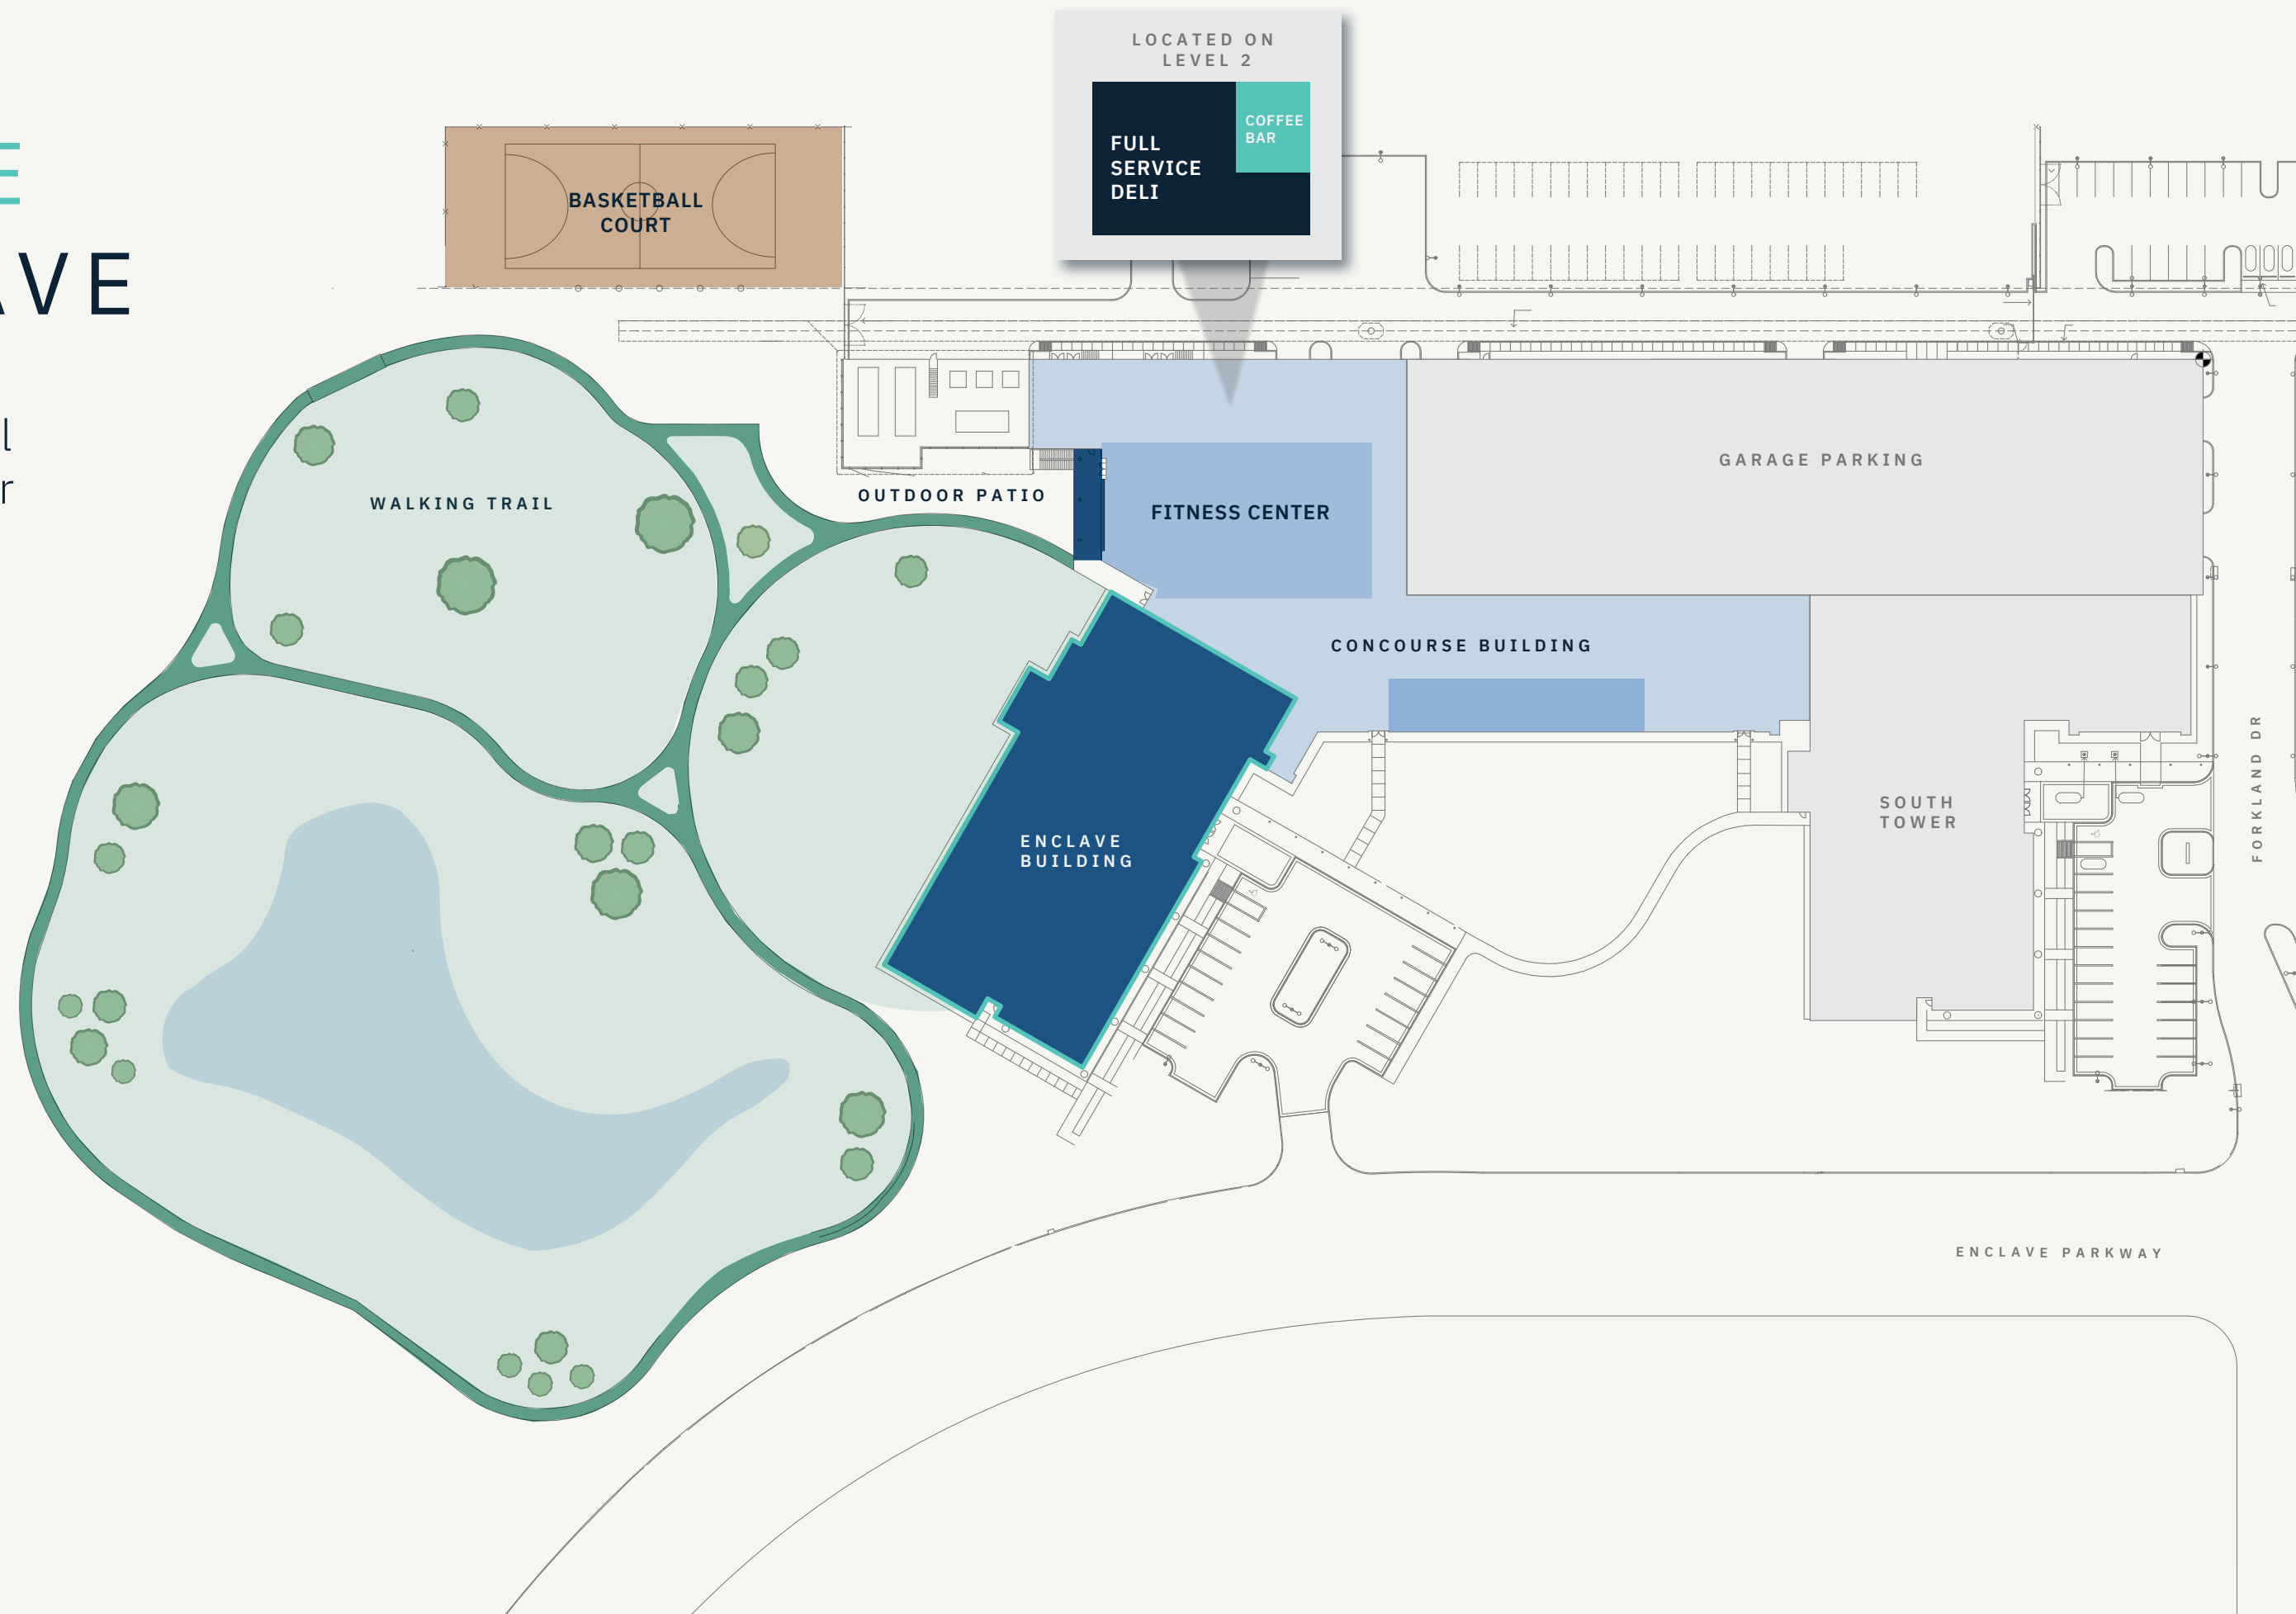 E
AVE
l
r
LOCATED ON
LEVEL 2
FULL
SERVICE
DELI
COFFEE
BAR
BASKETBALL
COURT
WALKING TRAIL
OUTDOOR PATIO
FITNESS CENTER
GARAGE PARKING
CONCOURSE BUILDING
ENCLAVE
BUILDING
SOUTH
TOWER
FORKLAND DR
ENCLAVE PARKWAY